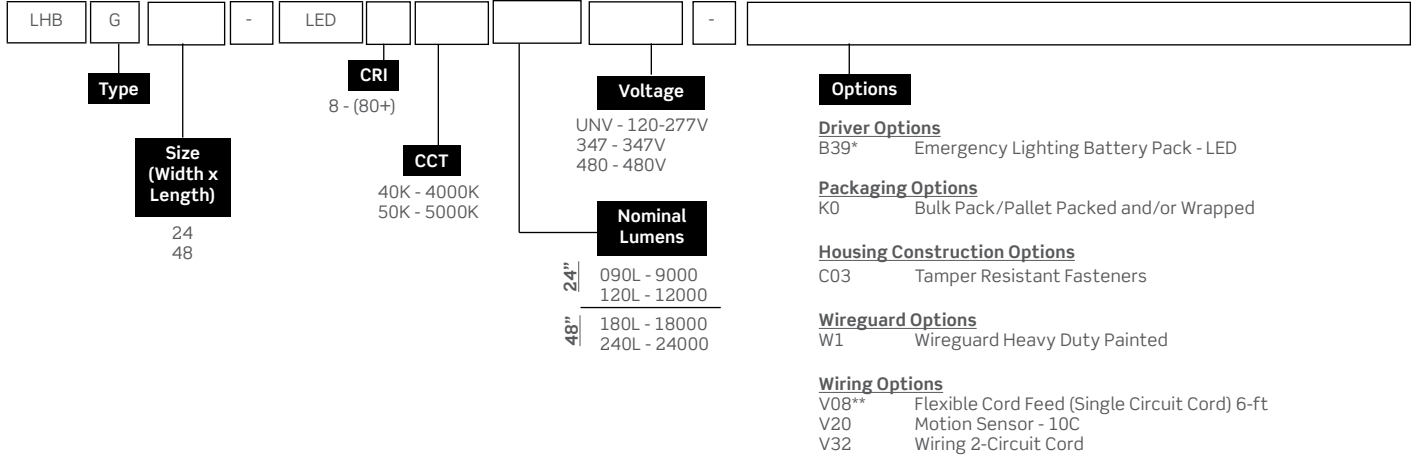 LHB G - LED -
Type
Size
(Width x
Length)
24
48
CRI
8 - (80+)
CCT
40K - 4000K
50K - 5000K
Voltage
UNV - 120-277V
347 - 347V
480 - 480V
Nominal
Lumens
24”
090L - 9000
120L - 12000
48”
180L - 18000
240L - 24000
Options
Driver Options
B39* Emergency Lighting Battery Pack - LED
Packaging Options
K0 Bulk Pack/Pallet Packed and/or Wrapped
Housing Construction Options
C03 Tamper Resistant Fasteners
Wireguard Options
W1 Wireguard Heavy Duty Painted
Wiring Options
V08** Flexible Cord Feed (Single Circuit Cord) 6-ft
V20 Motion Sensor - 10C
V32 Wiring 2-Circuit Cord